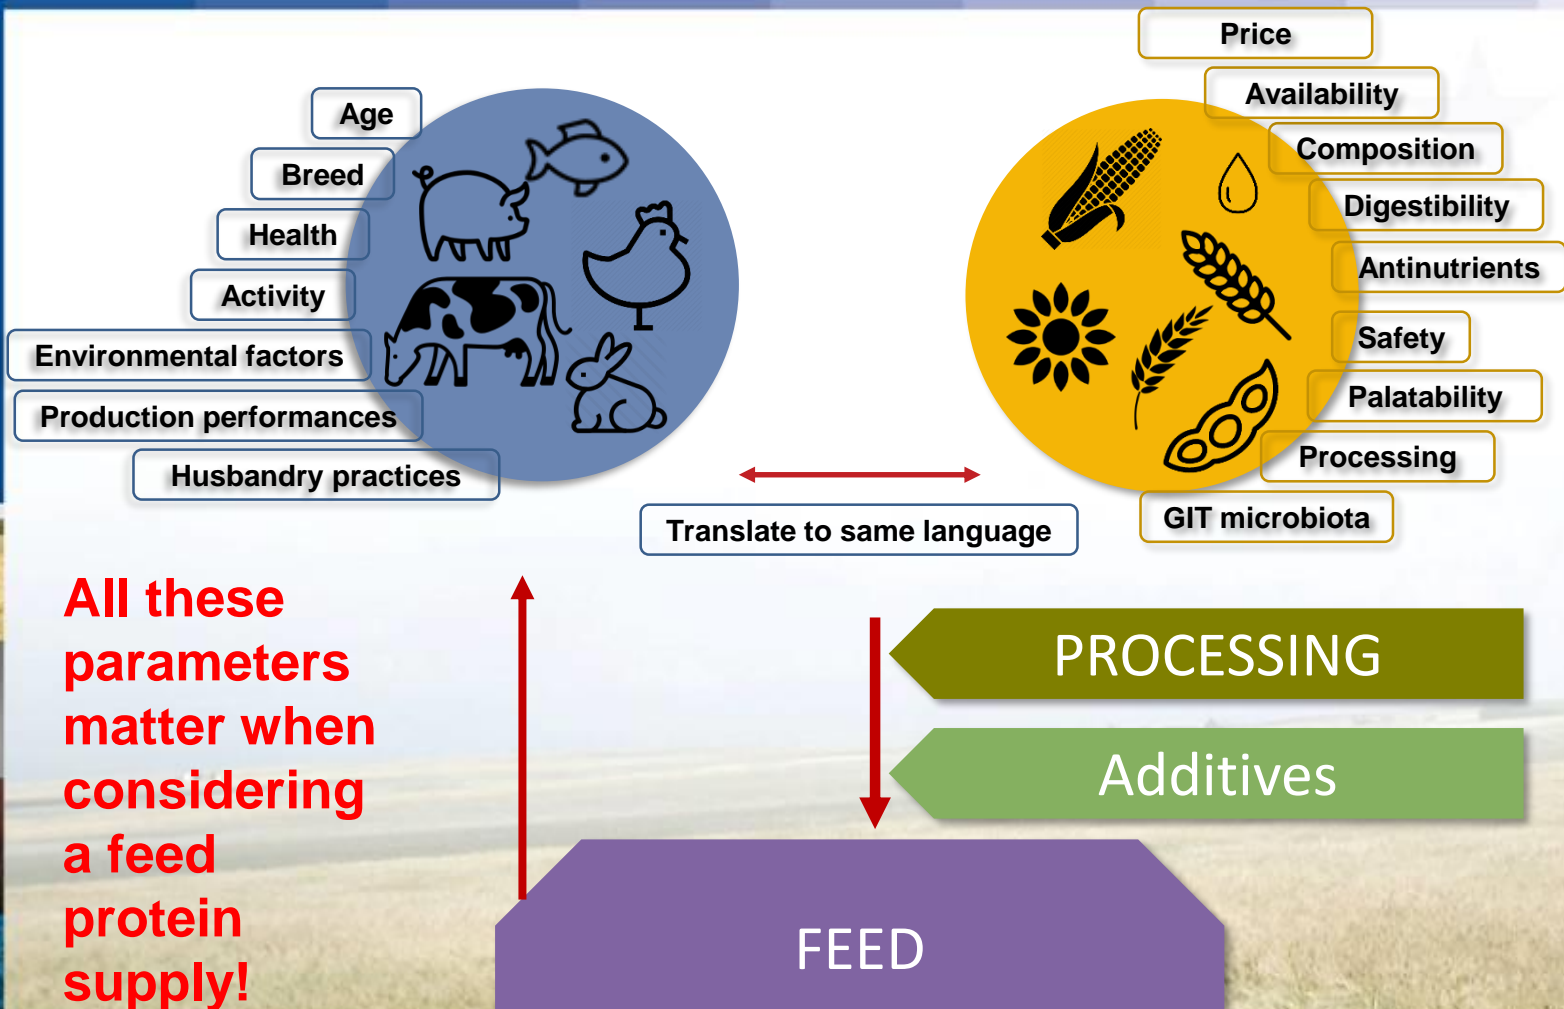 Price
Availability
Composition
Digestibility
Antinutrients
Safety
Palatability
Processing
GIT microbiota
Age
Breed
Health
Activity
Environmental factors
Production performances
Husbandry practices
Translate to same language
All these
parameters
matter when
considering
a feed
protein
supply!
PROCESSING
Additives
FEED